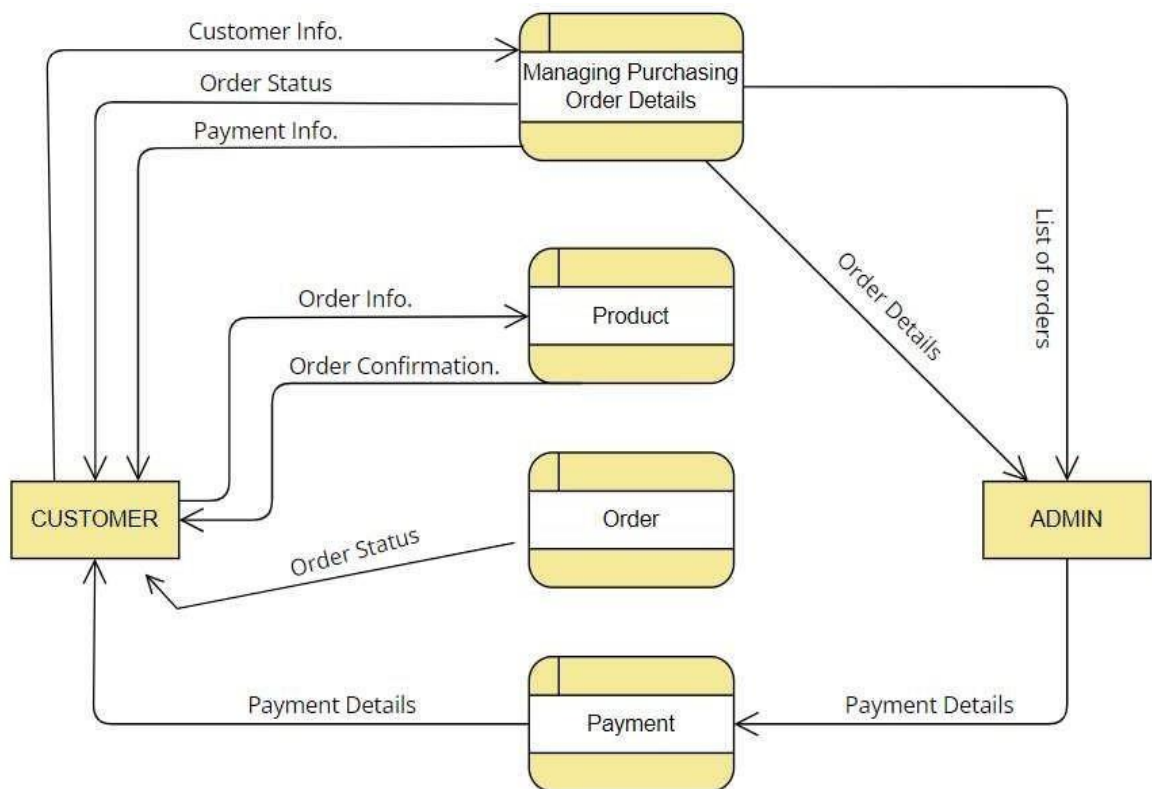 Customer Info.
Order Status
Payment Info.
Managing Purchasing
Order Details
List of orders
Order Details
Order Info.
Product
Order Confirmation.
CUSTOMER
Order
ADMIN
Order Status
Payment Details
Payment
Payment Details